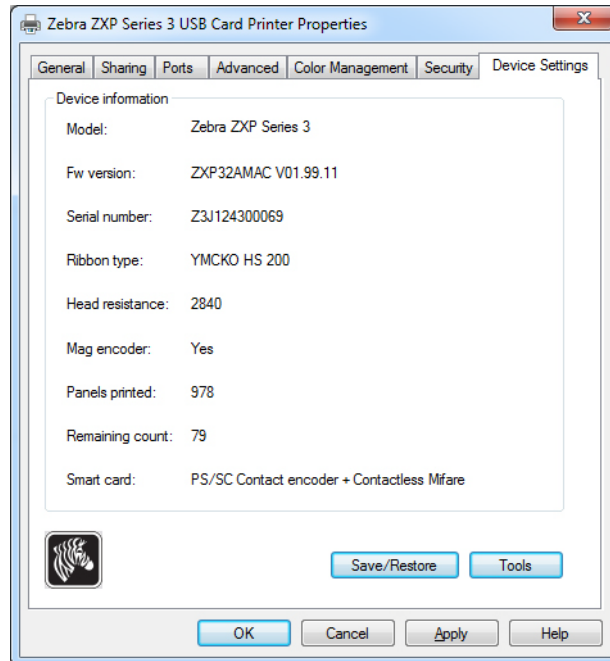 Zebra ZXP Series 3 USB Card Printer Properties
General Sharing Ports Advanced Color Management Security Device Settings
Device information
Model: Zebra ZXP Series 3
Fw version: ZXP32AMAC V01.99.11
Serial number: Z3J124300069
Ribbon type: YMCKO HS 200
Head resistance: 2840
Mag encoder: Yes
Panels printed: 978
Remaining count: 79
Smart card: PS/SC Contact encoder + Contactless Mifare
Save/Restore Tools
OK Cancel Apply Help